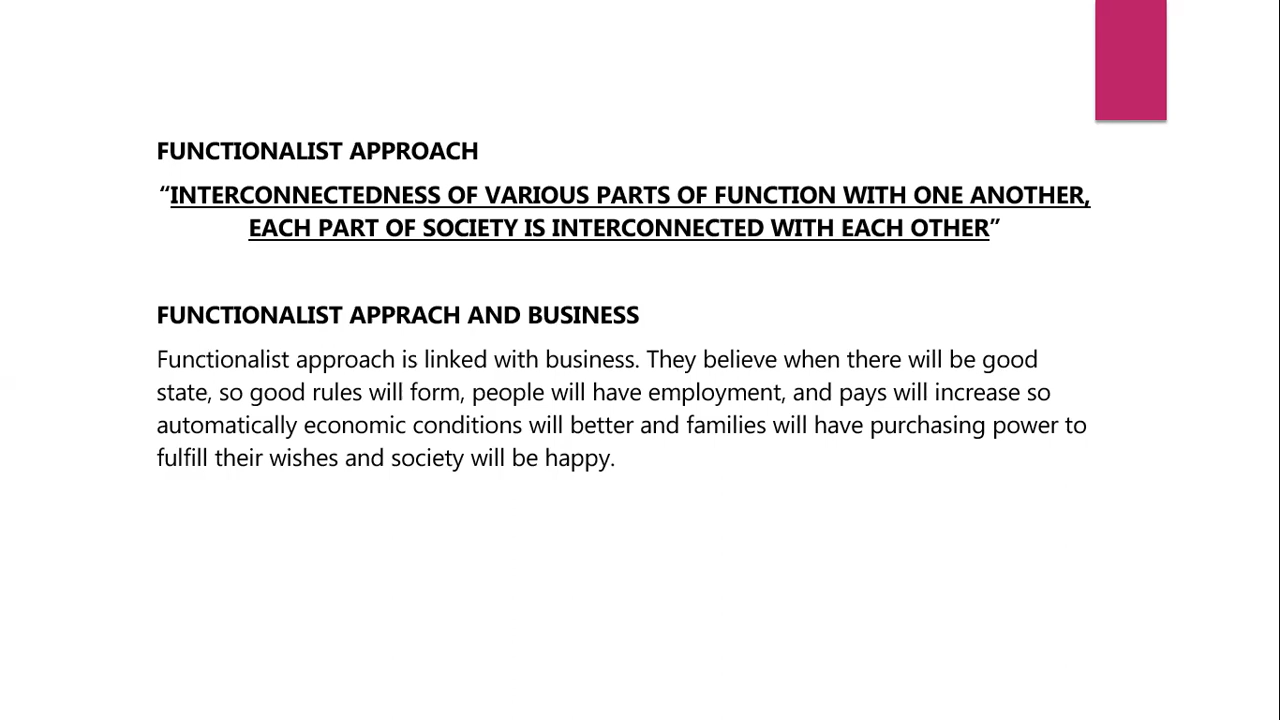 FUNCTIONALIST APPROACH
“INTERCONNECTEDNESS OF VARIOUS PARTS OF FUNCTION WITH ONE ANOTHER,
EACH PART OF SOCIETY IS INTERCONNECTED WITH EACH OTHER”
FUNCTIONALIST APPRACH AND BUSINESS
Functionalist approach is linked with business. They believe when there will be good
state, so good rules will form, people will have employment, and pays will increase so
automatically economic conditions will better and families will have purchasing power to
fulfill their wishes and society will be happy.